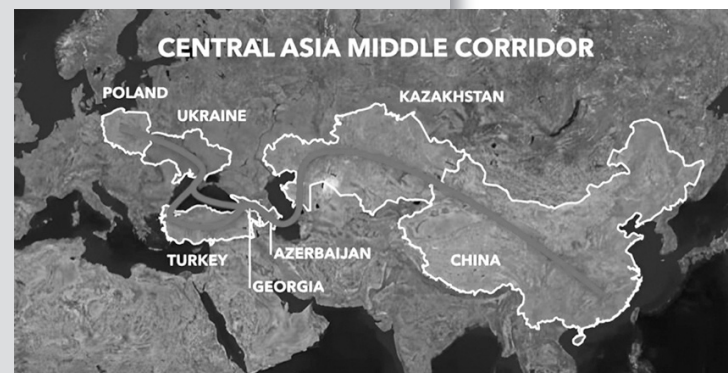 CENTRAL ASIA MIDDLE CORRIDOR
POLAND
KAZAKHSTAN
UKRAINE
AZERBAIJAN
TURKEY
CHINA
GEORGIA